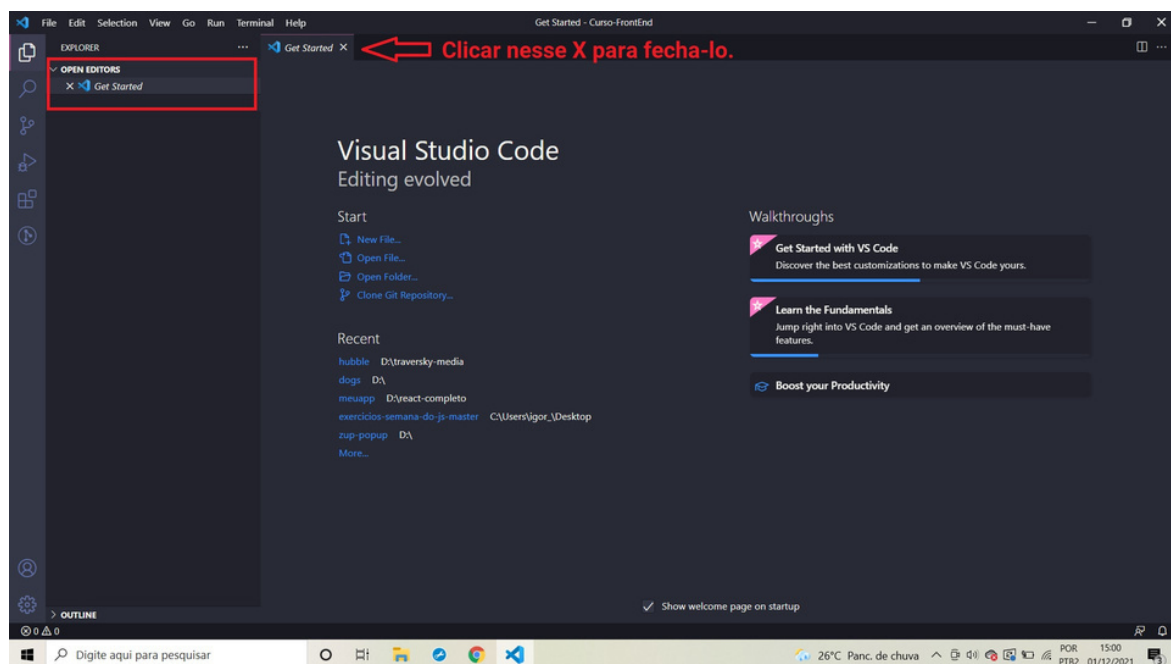 File Edit Selection View Go Run Terminal Help
Get Started - Curso-FrontEnd
EXPLORER
Get Started
Clicar nesse X para fecha-lo.
OPEN EDITORS
Get Started
Visual Studio Code
Editing evolved
Start
New File...
Open File...
Open Folder...
Clone Git Repository...
Recent
hubble D:\traversky-media
dogs D:\
meuapp D:\react-completo
exercicios-semana-do-js-master C:\Users\igor_\Desktop
zup-popup D:\
More...
Walkthroughs
Get Started with VS Code
Discover the best customizations to make VS Code yours.
Learn the Fundamentals
Jump right into VS Code and get an overview of the must-have
features.
Boost your Productivity
Show welcome page on startup
OUTLINE
0 0
Digite aqui para pesquisar
26°C Panc. de chuva
POR
PTB2
15:00
01/12/2021